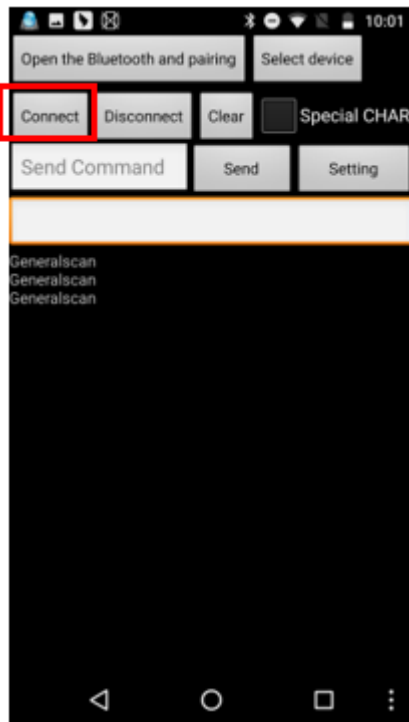 10:01
Open the Bluetooth and pairing Select device
Connect Disconnect Clear Special CHAR
Send Command Send Setting
Generalscan
Generalscan
Generalscan